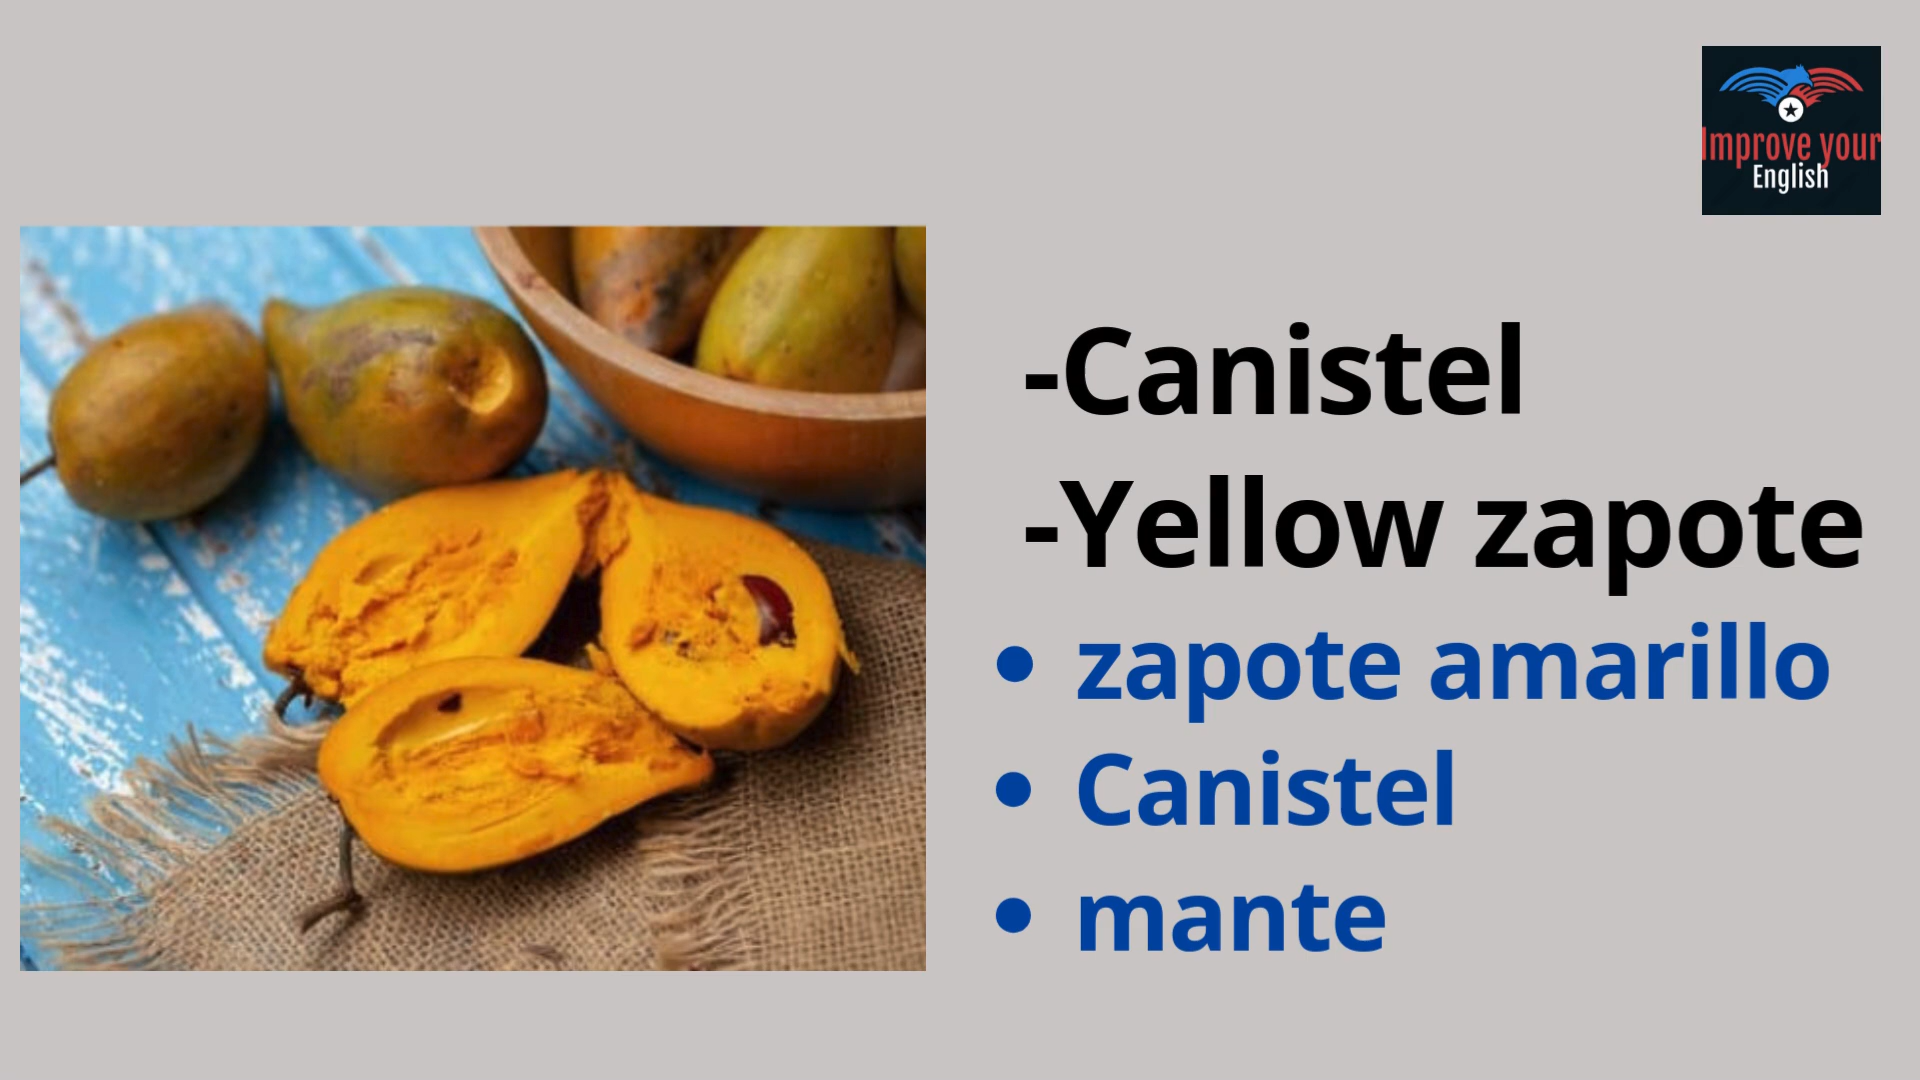 Improve your
English
-Canistel
-Yellow zapote
• zapote amarillo
• Canistel
• mante